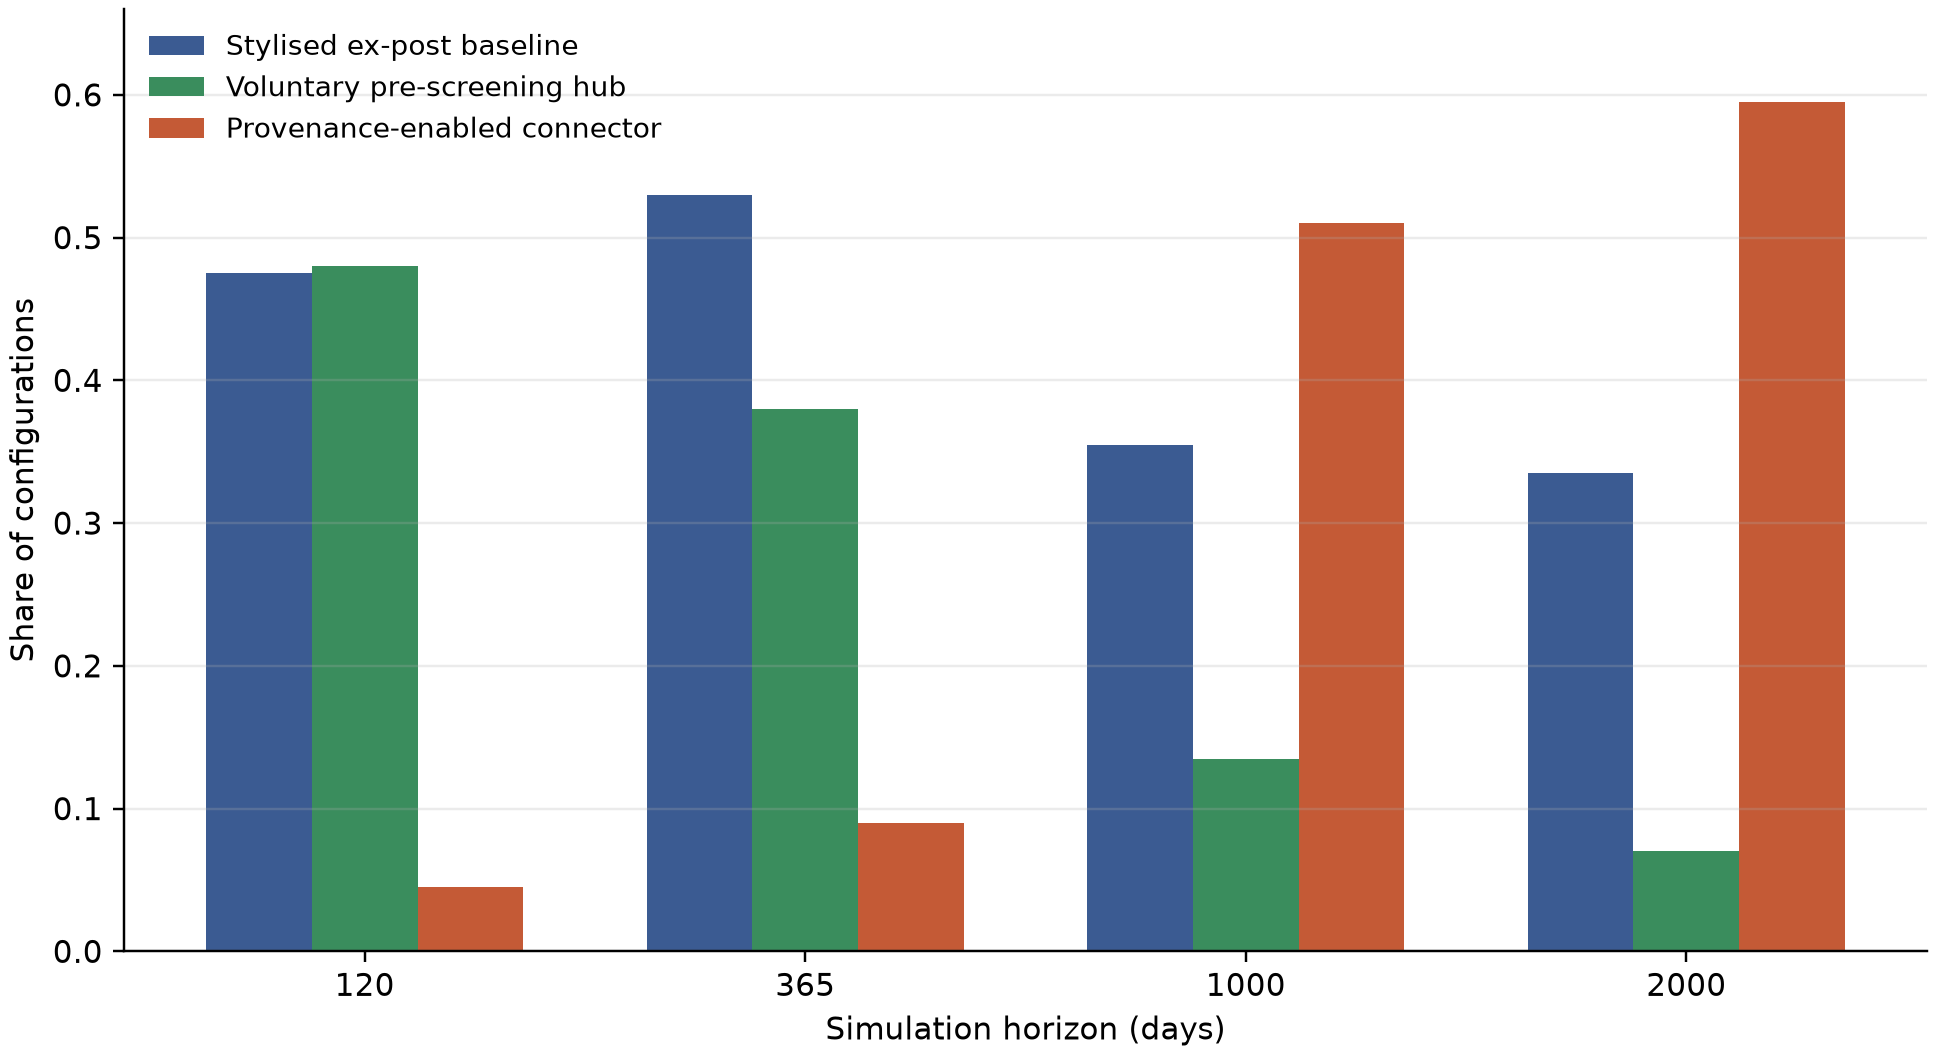 Stylised ex-post baseline
Voluntary pre-screening hub
Provenance-enabled connector
Share of configurations
0.6
0.5
0.4
0.3
0.2
0.1
0.0
120 365 1000 2000
Simulation horizon (days)